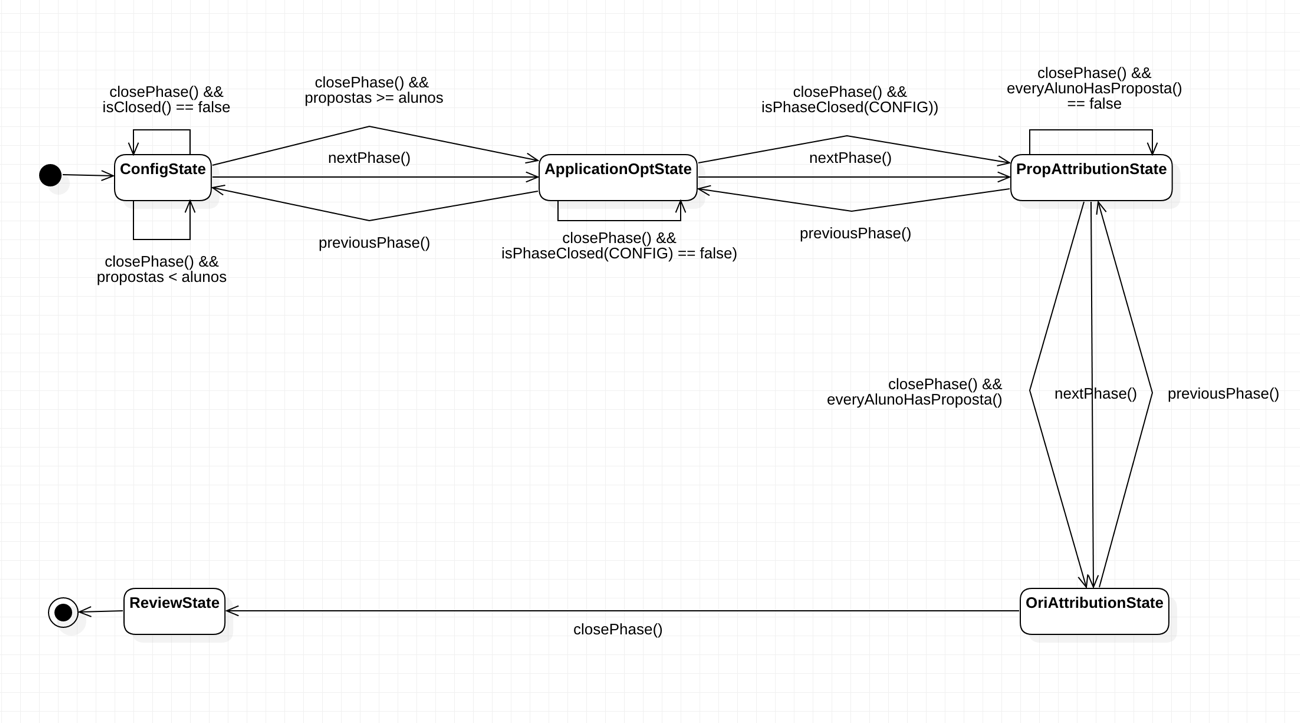 closePhase() &&
isClosed() == false
closePhase() &&
propostas >= alunos
closePhase() &&
isPhaseClosed(CONFIG))
closePhase() &&
everyAlunoHasProposta()
== false
ConfigState
nextPhase()
ApplicationOptState
nextPhase()
PropAttributionState
closePhase() &&
propostas < alunos
previousPhase()
closePhase() &&
isPhaseClosed(CONFIG) == false)
previousPhase()
closePhase() &&
everyAlunoHasProposta()
nextPhase()
previousPhase()
ReviewState
closePhase()
OriAttributionState